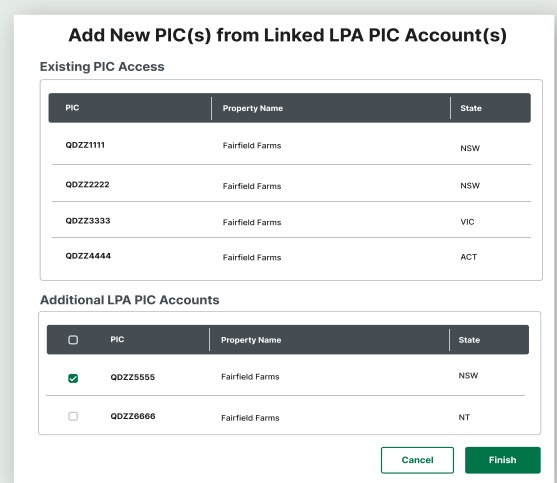 Add New PIC(s) from Linked LPA PIC Account(s)
Existing PIC Access
PIC Property Name State
QDZZ1111 Fairfield Farms NSW
QDZZ2222 Fairfield Farms NSW
QDZZ3333 Fairfield Farms VIC
QDZZ4444 Fairfield Farms ACT
Additional LPA PIC Accounts
PIC Property Name State
QDZZ5555 Fairfield Farms NSW
QDZZ6666 Fairfield Farms NT
Cancel Finish